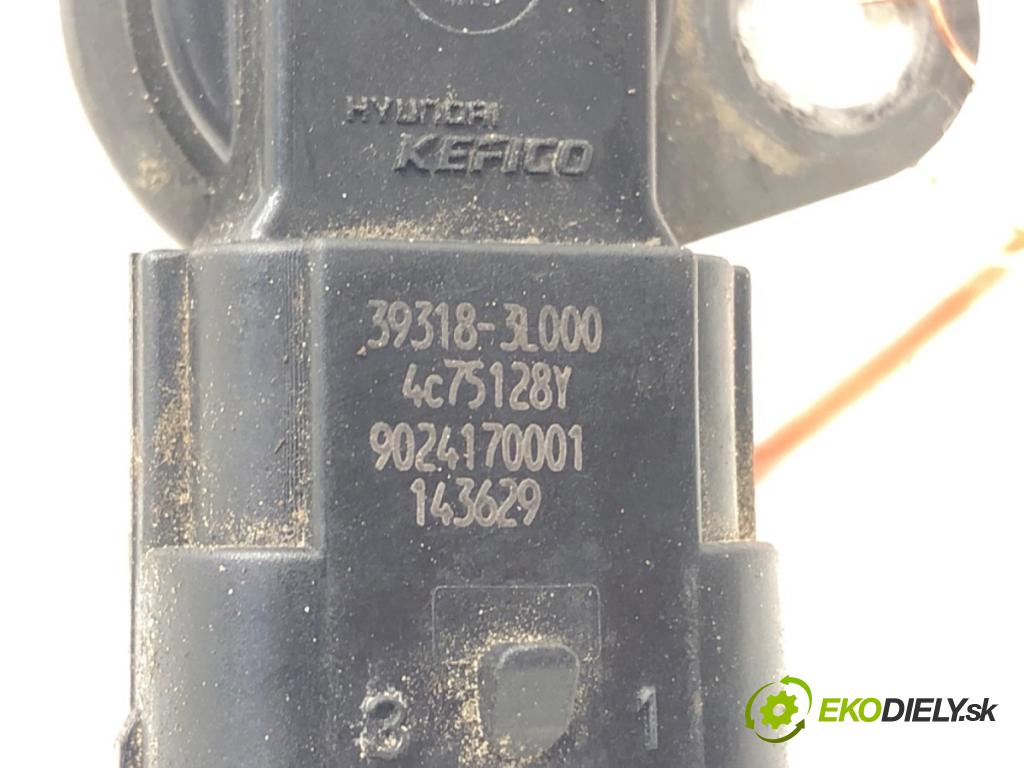 HYUNDAI
KEFICO
39318-3L000
4c75128Y
9024170001
143629
3 1
EKODIELY.sk